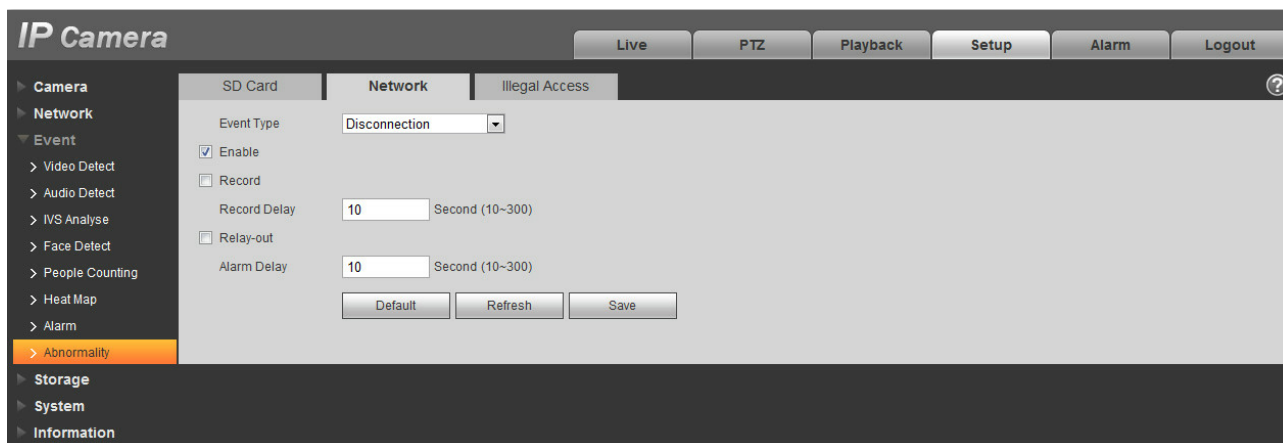 IP Camera
Live PTZ Playback Setup Alarm Logout
Camera
Network
Event
Video Detect
Audio Detect
IVS Analyse
Face Detect
People Counting
Heat Map
Alarm
Abnormality
Storage
System
Information
SD Card Network Illegal Access ?
Event Type Disconnection
Enable
Record
Record Delay 10 Second (10~300)
Relay-out
Alarm Delay 10 Second (10~300)
Default Refresh Save